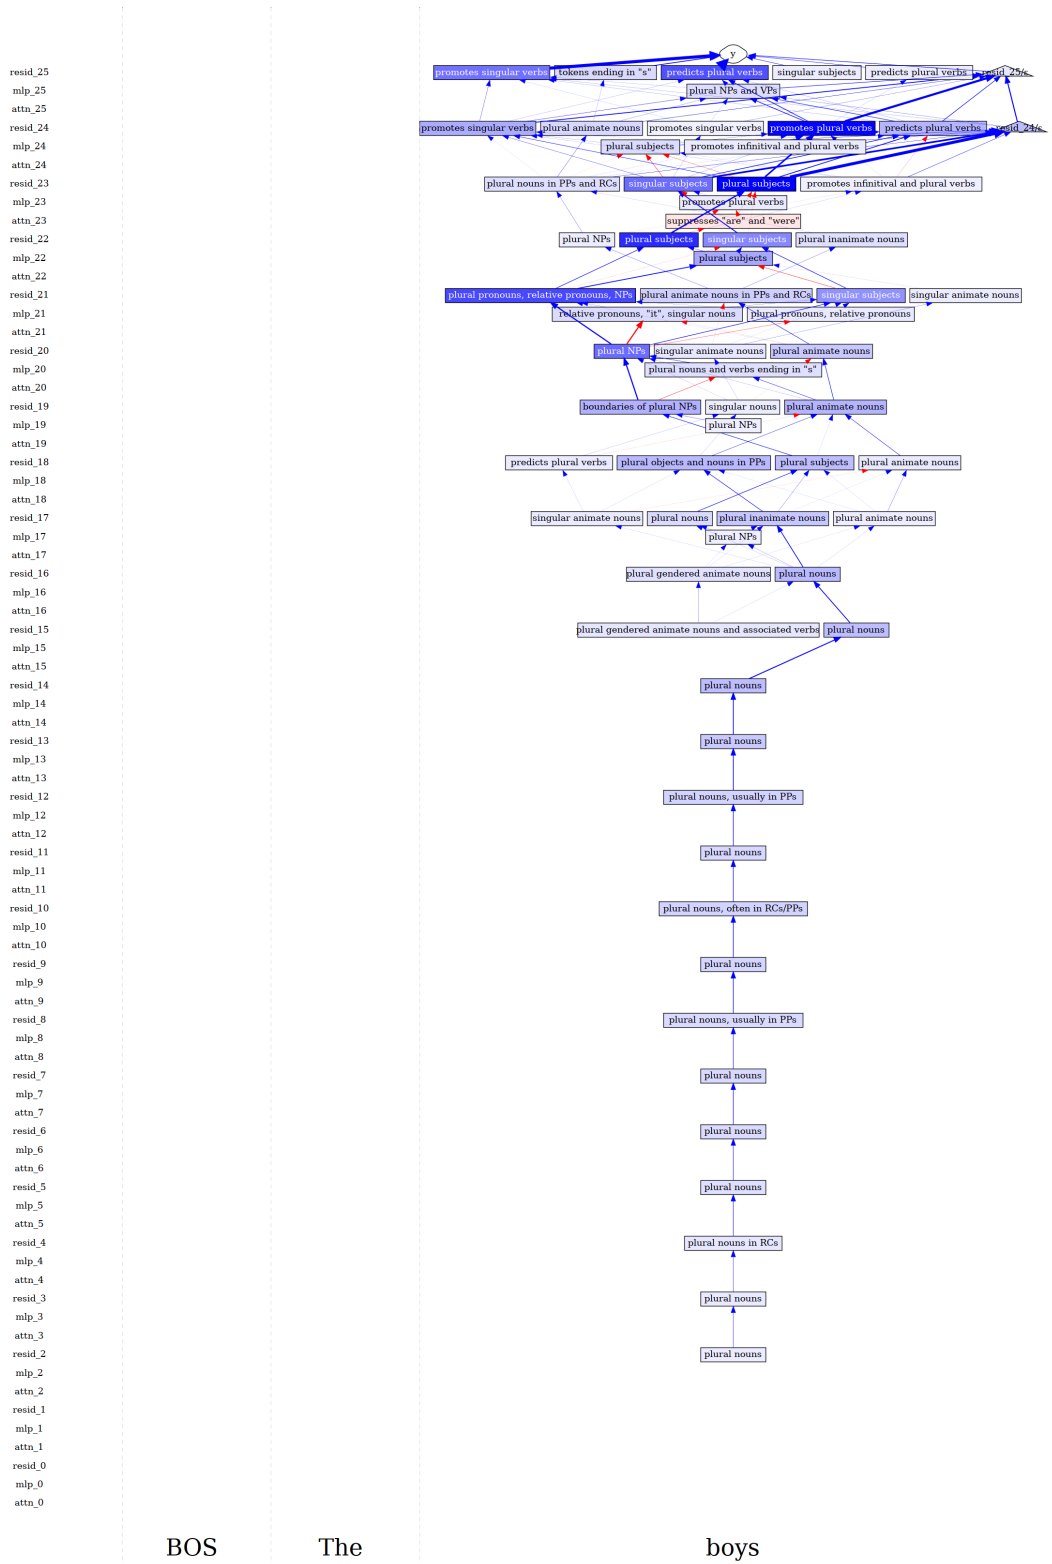 y
resid_25 promotes singular verbs tokens ending in "s" predicts plural verbs singular subjects predicts plural verbs resid_25/ε
mlp_25 plural NPs and VPs
attn_25
resid_24 promotes singular verbs plural animate nouns promotes singular verbs promotes plural verbs predicts plural verbs resid_24/ε
mlp_24 plural subjects promotes infinitival and plural verbs
attn_24
resid_23 plural nouns in PPs and RCs singular subjects plural subjects promotes infinitival and plural verbs
mlp_23 promotes plural verbs
attn_23 suppresses "are" and "were"
resid_22 plural NPs plural subjects singular subjects plural inanimate nouns
mlp_22 plural subjects
attn_22
resid_21 plural pronouns, relative pronouns, NPs plural animate nouns in PPs and RCs singular subjects singular animate nouns
mlp_21 relative pronouns, "it", singular nouns plural pronouns, relative pronouns
attn_21
resid_20 plural NPs singular animate nouns plural animate nouns
mlp_20 plural nouns and verbs ending in "s"
attn_20
resid_19 boundaries of plural NPs singular nouns plural animate nouns
mlp_19 plural NPs
attn_19
resid_18 predicts plural verbs plural objects and nouns in PPs plural subjects plural animate nouns
mlp_18
attn_18
resid_17 singular animate nouns plural nouns plural inanimate nouns plural animate nouns
mlp_17 plural NPs
attn_17
resid_16 plural gendered animate nouns plural nouns
mlp_16
attn_16
resid_15 plural gendered animate nouns and associated verbs plural nouns
mlp_15
attn_15
resid_14 plural nouns
mlp_14
attn_14
resid_13 plural nouns
mlp_13
attn_13
resid_12 plural nouns, usually in PPs
mlp_12
attn_12
resid_11 plural nouns
mlp_11
attn_11
resid_10 plural nouns, often in RCs/PPs
mlp_10
attn_10
resid_9 plural nouns
mlp_9
attn_9
resid_8 plural nouns, usually in PPs
mlp_8
attn_8
resid_7 plural nouns
mlp_7
attn_7
resid_6 plural nouns
mlp_6
attn_6
resid_5 plural nouns
mlp_5
attn_5
resid_4 plural nouns in RCs
mlp_4
attn_4
resid_3 plural nouns
mlp_3
attn_3
resid_2 plural nouns
mlp_2
attn_2
resid_1
mlp_1
attn_1
resid_0
mlp_0
attn_0
BOS The boys